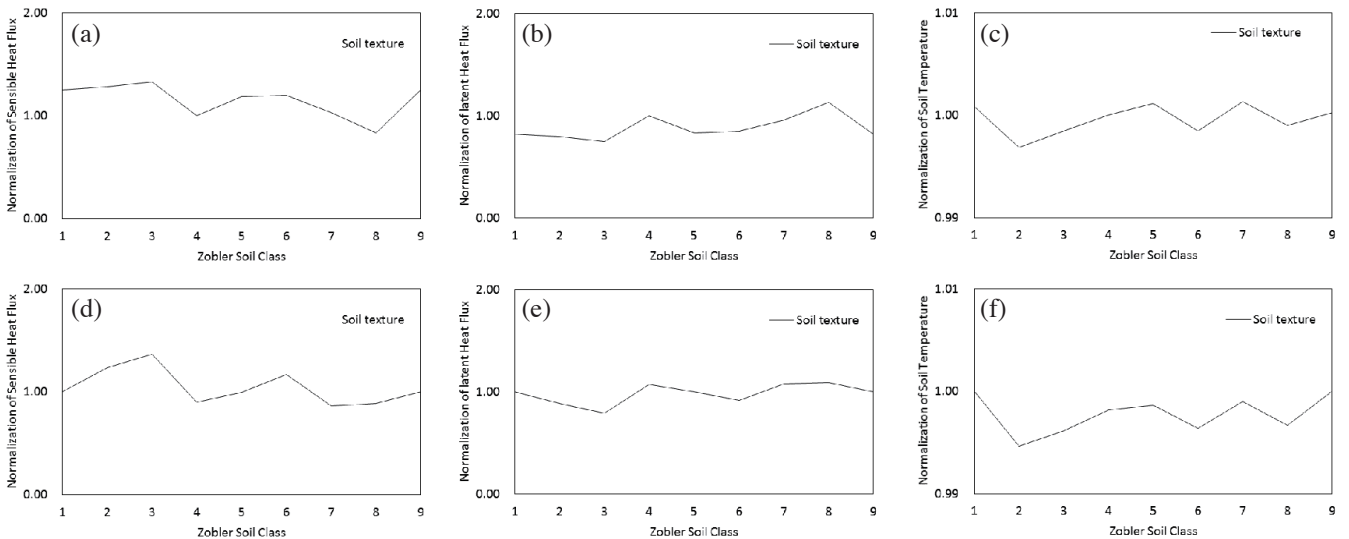 (a)
Normalization of Sensible Heat Flux
2.00
1.00
0.00
Soil texture
1 2 3 4 5 6 7 8 9
Zobler Soil Class
(b)
Normalization of latent Heat Flux
2.00
1.00
0.00
Soil texture
1 2 3 4 5 6 7 8 9
Zobler Soil Class
(c)
Normalization of Soil Temperature
1.01
1.00
0.99
Soil texture
1 2 3 4 5 6 7 8 9
Zobler Soil Class
(d)
Normalization of Sensible Heat Flux
2.00
1.00
0.00
Soil texture
1 2 3 4 5 6 7 8 9
Zobler Soil Class
(e)
Normalization of latent Heat Flux
2.00
1.00
0.00
Soil texture
1 2 3 4 5 6 7 8 9
Zobler Soil Class
(f)
Normalization of Soil Temperature
1.01
1.00
0.99
Soil texture
1 2 3 4 5 6 7 8 9
Zobler Soil Class